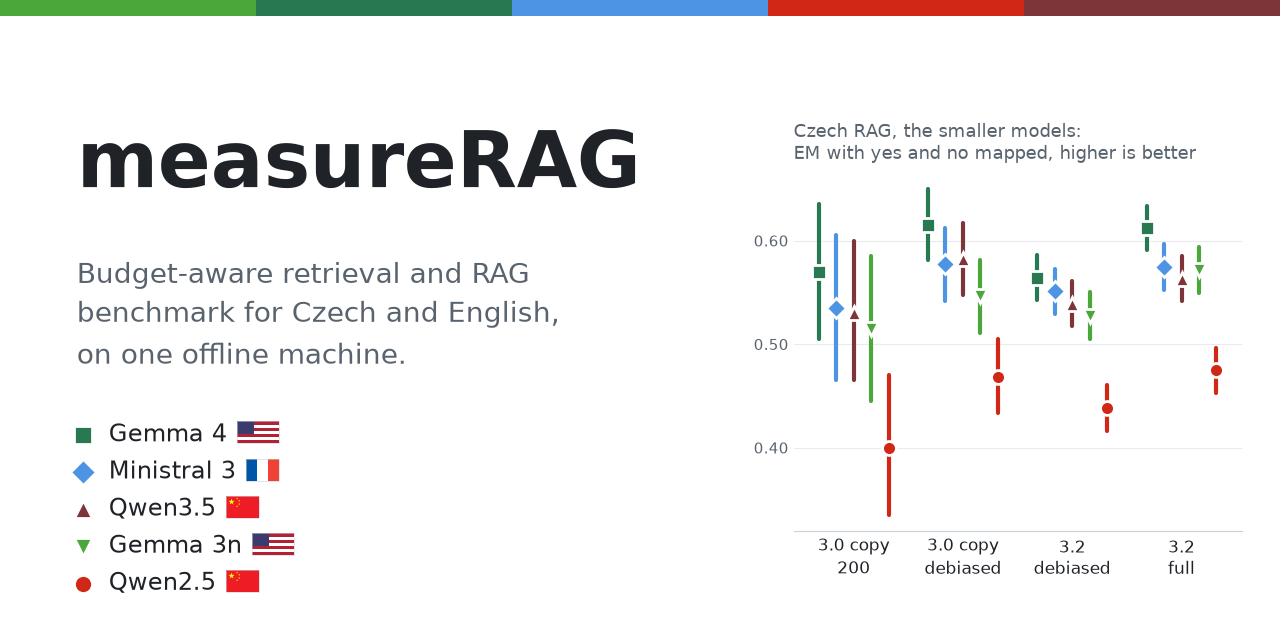 measureRAG
Budget-aware retrieval and RAG
benchmark for Czech and English,
on one offline machine.
Gemma 4
Ministral 3
Qwen3.5
Gemma 3n
Qwen2.5
Czech RAG, the smaller models:
EM with yes and no mapped, higher is better
0.60
0.50
0.40
3.0 copy
200
3.0 copy
debiased
3.2
debiased
3.2
full